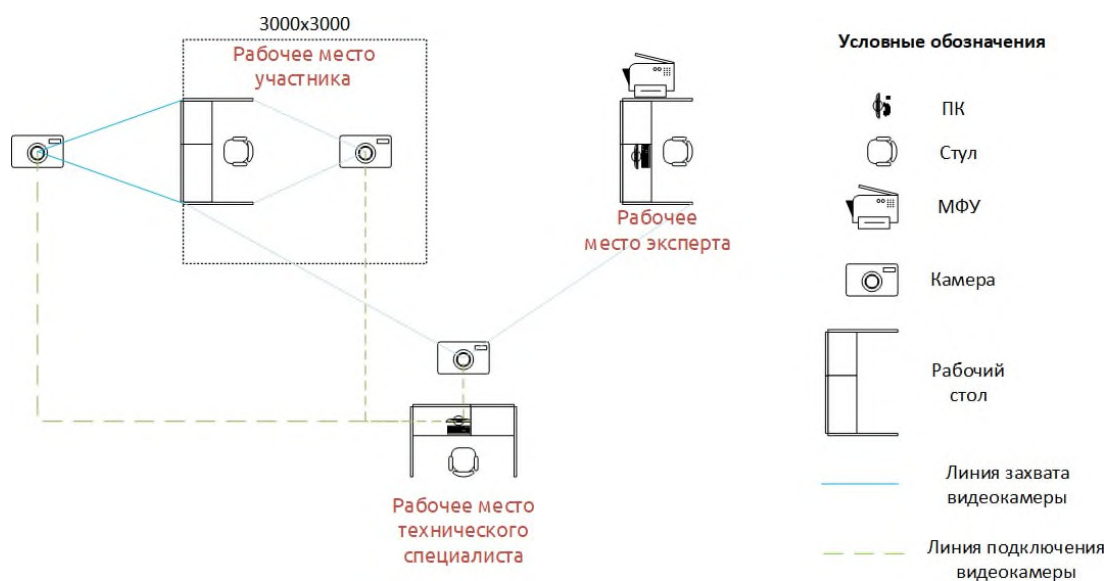 3000x3000
Рабочее место
участника
Рабочее
место эксперта
Рабочее место
технического
специалиста
Условные обозначения
ПК
Стул
МФУ
Камера
Рабочий
стол
Линия захвата
видеокамеры
Линия подключения
видеокамеры